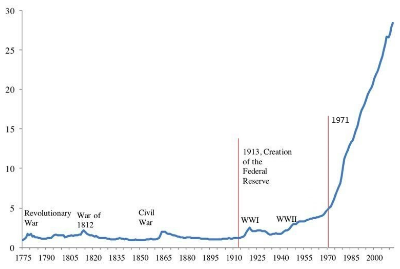 30
25
20
15
10
5
0
1971
1913, Creation
of the
Federal
Reserve
Revolutionary
War
War of
1812
Civil
War
WWI
WWII
1775 1790 1805 1820 1835 1850 1865 1880 1895 1910 1925 1940 1955 1970 1985 2000